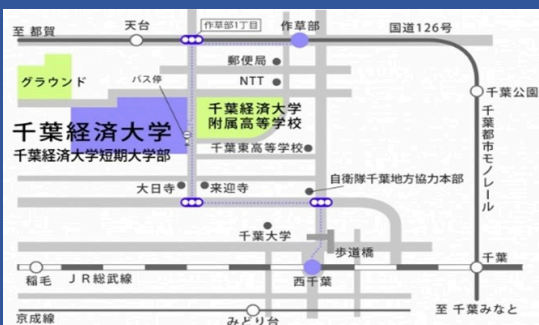 至 都賀
天台
作草部1丁目
作草部
国道126号
郵便局
NTT
グラウンド
バス停
千葉公園
千葉経済大学
千葉経済大学短期大学部
千葉経済大学
附属高等学校
千葉東高等学校
千葉都市モノレール
大日寺
来迎寺
自衛隊千葉地方協力本部
千葉大学
歩道橋
千葉
稲毛
JR総武線
西千葉
京成線
みどり台
至 千葉みなと